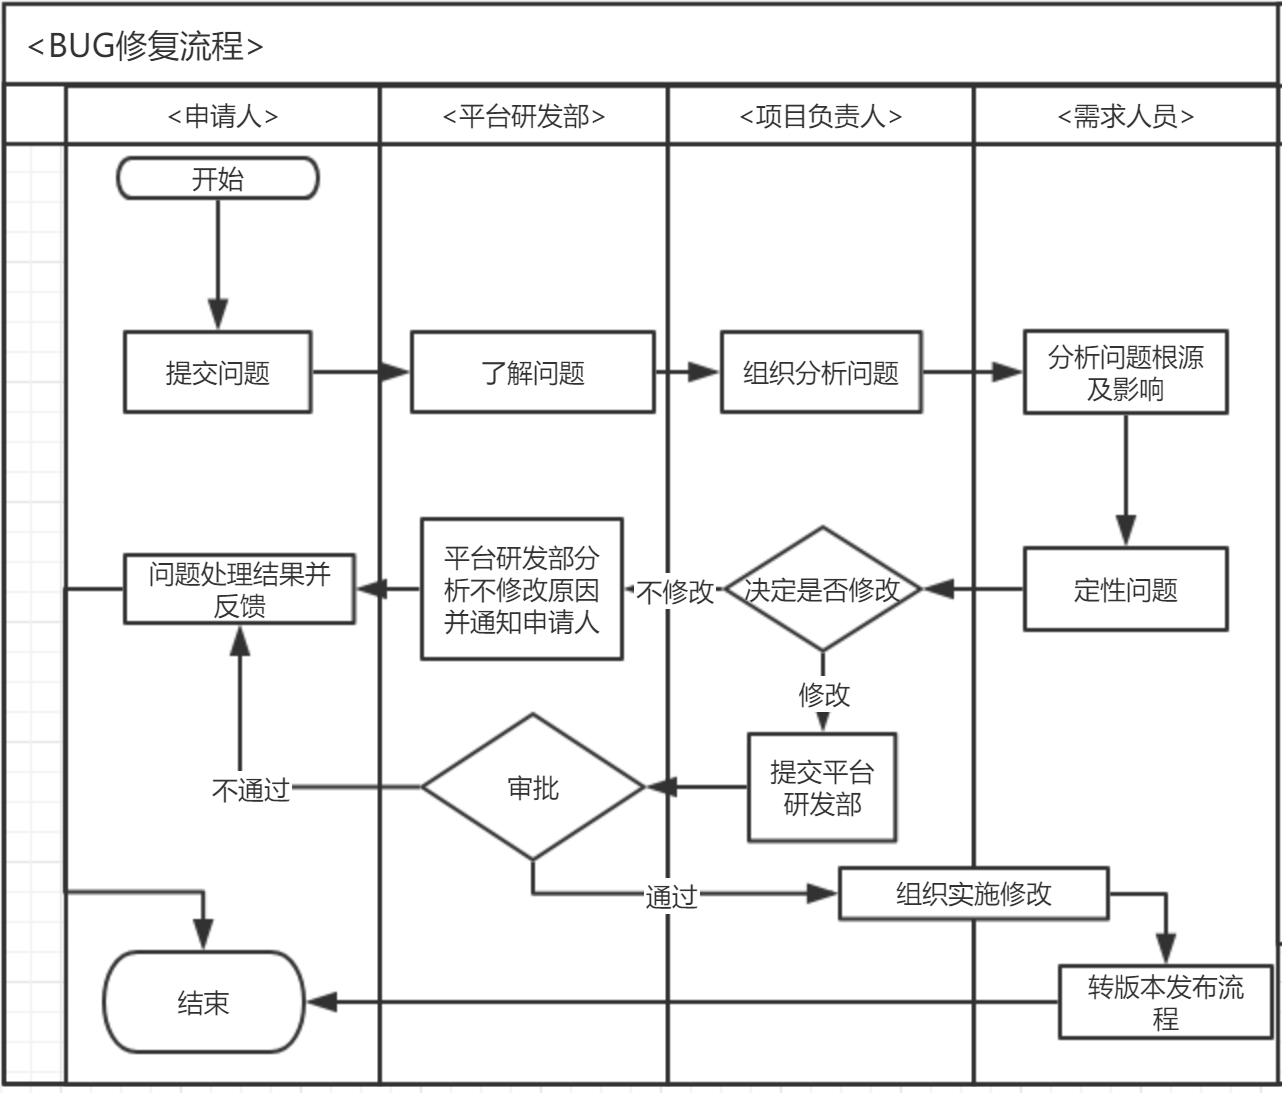 <BUG修复流程>
<申请人>
<平台研发部>
<项目负责人>
<需求人员>
开始
提交问题
了解问题
组织分析问题
分析问题根源
及影响
问题处理结果并
反馈
平台研发部分
析不修改原因
并通知申请人
不修改
决定是否修改
定性问题
修改
不通过
审批
提交平台
研发部
通过
组织实施修改
结束
转版本发布流
程